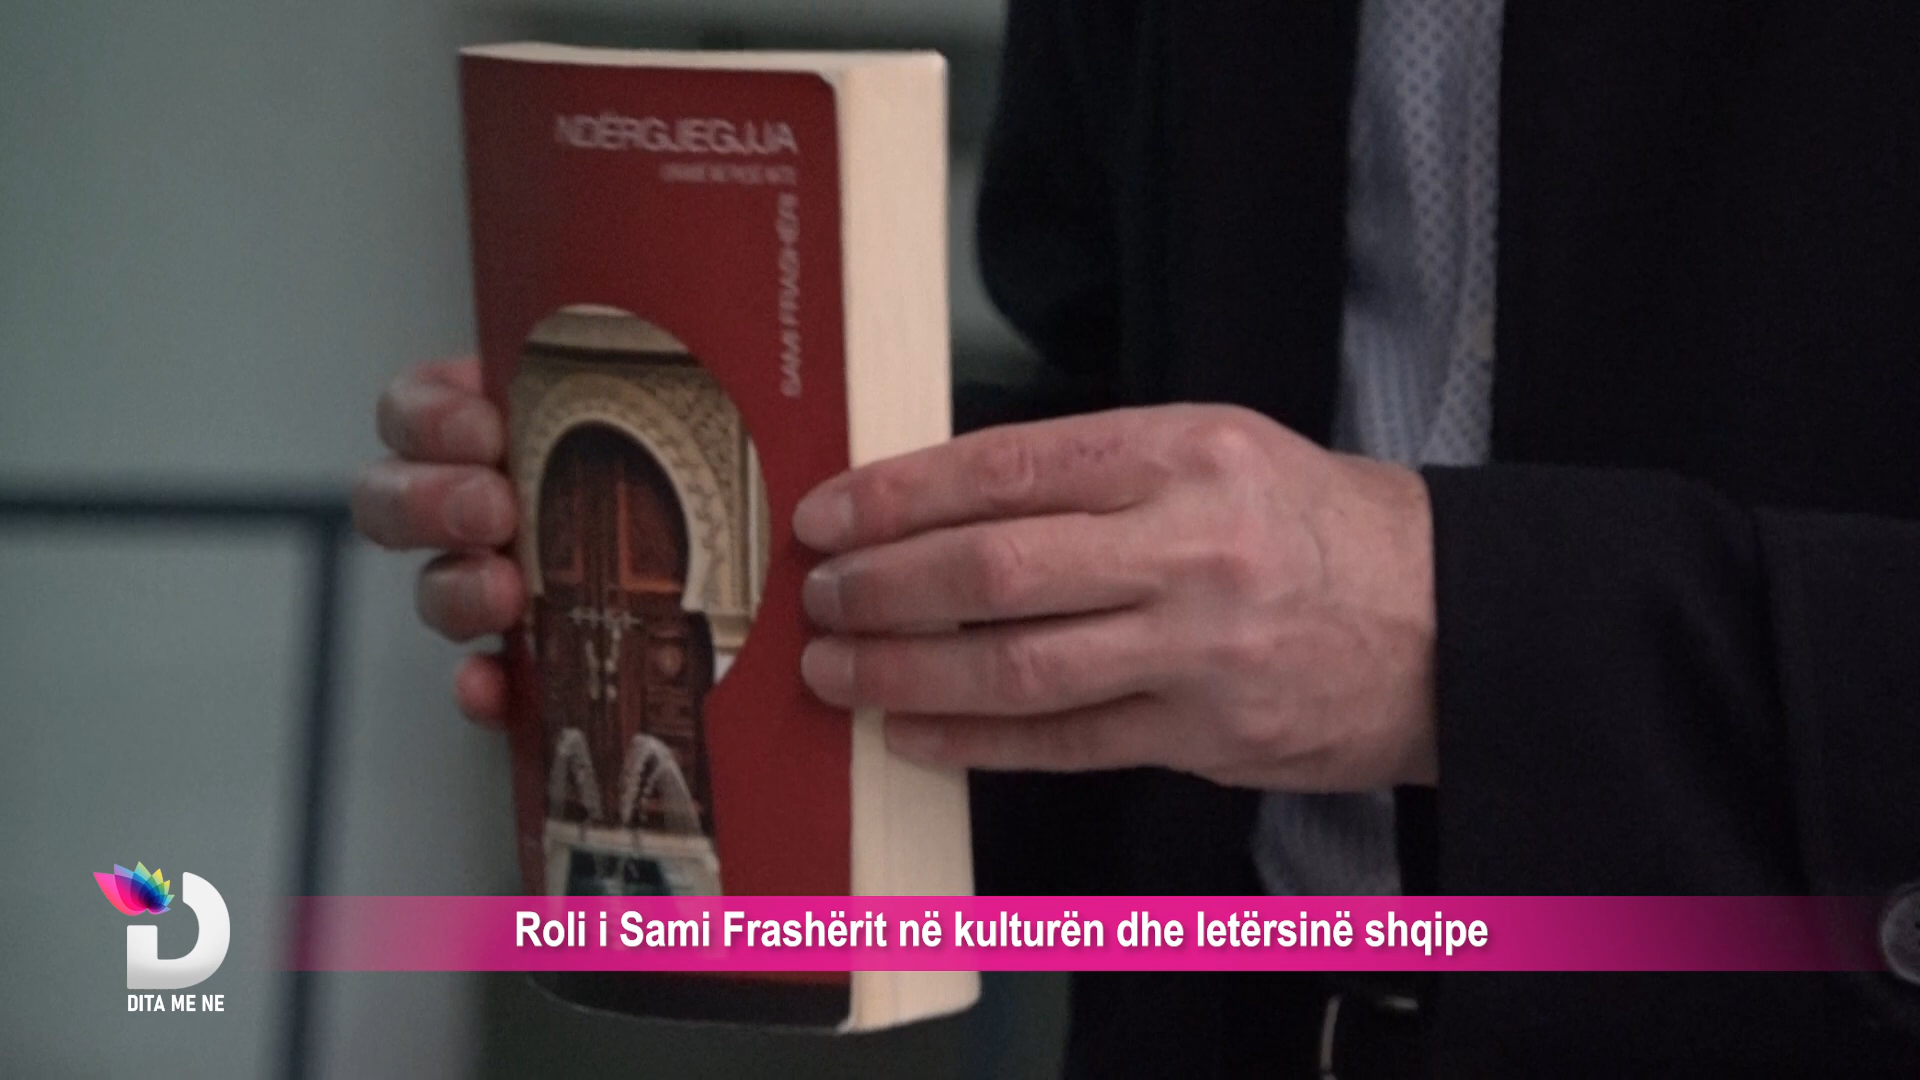 NDËRGJEGJJA
SAMI FRASHËRI
Roli i Sami Frashërit në kulturën dhe letërsinë shqipe
D
DITA ME NE